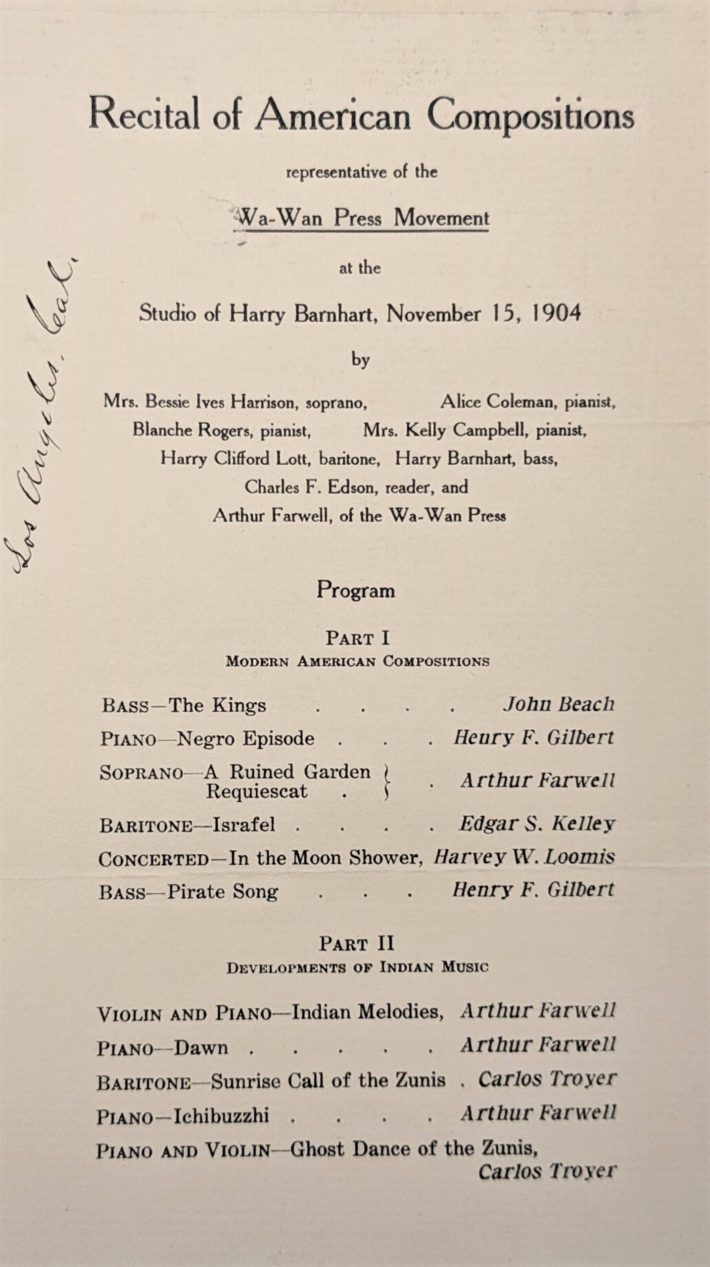 Recital of American Compositions
representative of the
Wa-Wan Press Movement
at the
Studio of Harry Barnhart, November 15, 1904
by
Mrs. Bessie Ives Harrison, soprano, Alice Coleman, pianist,
Blanche Rogers, pianist, Mrs. Kelly Campbell, pianist,
Harry Clifford Lott, baritone, Harry Barnhart, bass,
Charles F. Edson, reader, and
Arthur Farwell, of the Wa-Wan Press
Los Angeles, Cal.
Program
PART I
MODERN AMERICAN COMPOSITIONS
BASS—The Kings . . . . John Beach
PIANO—Negro Episode . . . Henry F. Gilbert
SOPRANO—A Ruined Garden } . Arthur Farwell
Requiescat .
BARITONE—Israfel . . . . Edgar S. Kelley
CONCERTED—In the Moon Shower, Harvey W. Loomis
BASS—Pirate Song . . . Henry F. Gilbert
PART II
DEVELOPMENTS OF INDIAN MUSIC
VIOLIN AND PIANO—Indian Melodies, Arthur Farwell
PIANO—Dawn . . . . . Arthur Farwell
BARITONE—Sunrise Call of the Zunis . Carlos Troyer
PIANO—Ichibuzzhi . . . . Arthur Farwell
PIANO AND VIOLIN—Ghost Dance of the Zunis,
Carlos Troyer